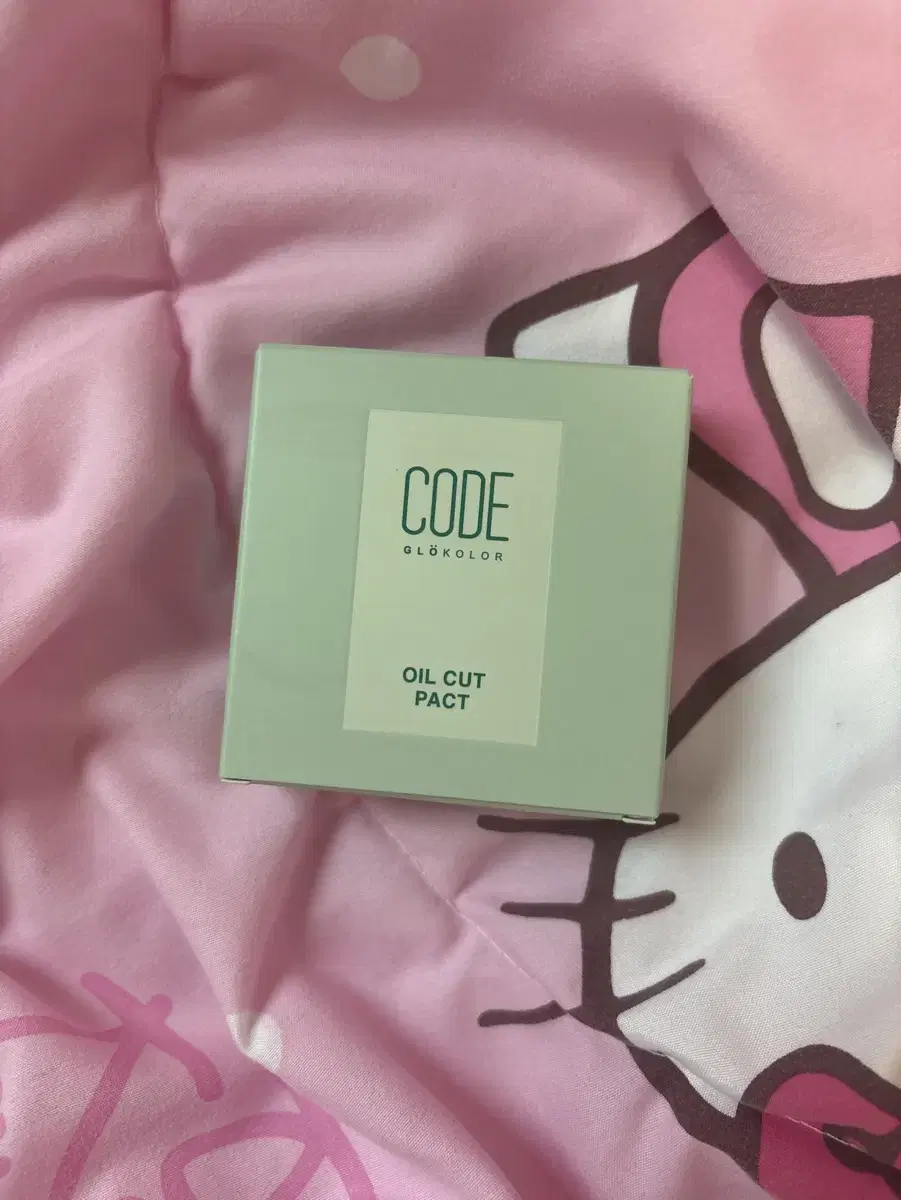 CODE
GLÖKOLOR
OIL CUT
PACT